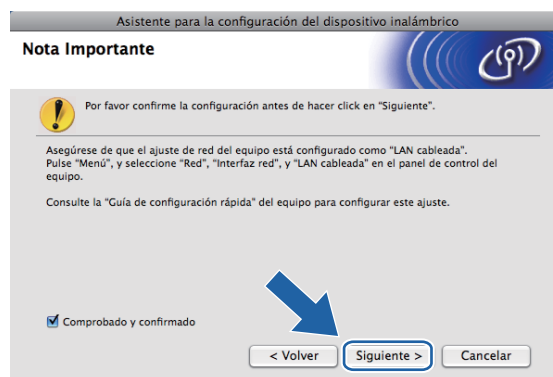 Asistente para la configuración del dispositivo inalámbrico
Nota Importante
Por favor confirme la configuración antes de hacer click en “Siguiente”.
Asegúrese de que el ajuste de red del equipo está configurado como “LAN cableada”.
Pulse “Menú”, y seleccione “Red”, “Interfaz red”, y “LAN cableada” en el panel de control del
equipo.
Consulte la “Guía de configuración rápida” del equipo para configurar este ajuste.
Comprobado y confirmado
< Volver
Siguiente >
Cancelar